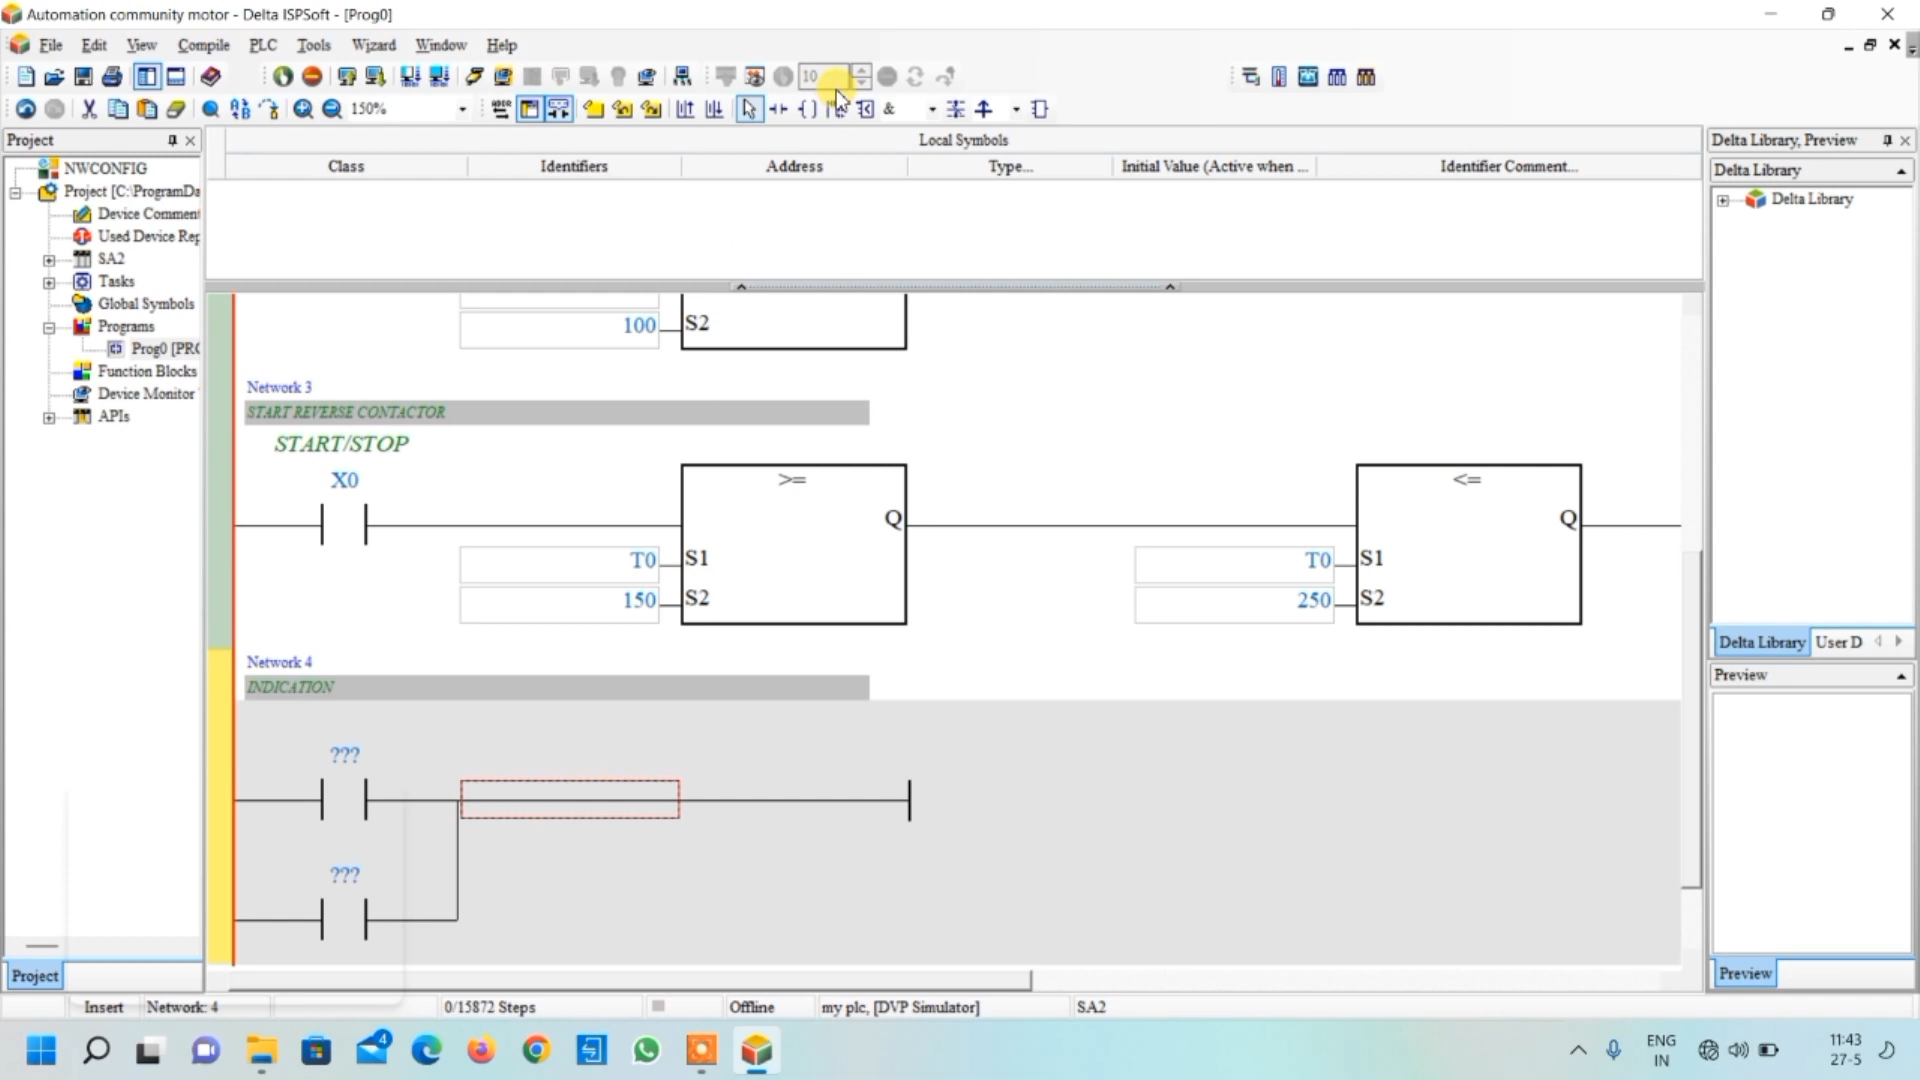 Automation community motor - Delta ISPSoft - [Prog0]
File Edit View Compile PLC Tools Wizard Window Help
10
150%
&
Project
NWCONFIG
Project [C:\ProgramDa
Device Comment
Used Device Rep
SA2
Tasks
Global Symbols
Programs
Prog0 [PRO
Function Blocks
Device Monitor
APIs
Project
Local Symbols
Class Identifiers Address Type... Initial Value (Active when ... Identifier Comment...
100 S2
Network 3
START REVERSE CONTACTOR
START/STOP
X0 >= <=
Q Q
T0 S1 T0 S1
150 S2 250 S2
Network 4
INDICATION
???
???
Delta Library, Preview
Delta Library
Delta Library
Delta Library User D
Preview
Preview
Insert Network: 4 0/15872 Steps Offline my plc, [DVP Simulator] SA2
4
ENG
IN
11:43
27-5